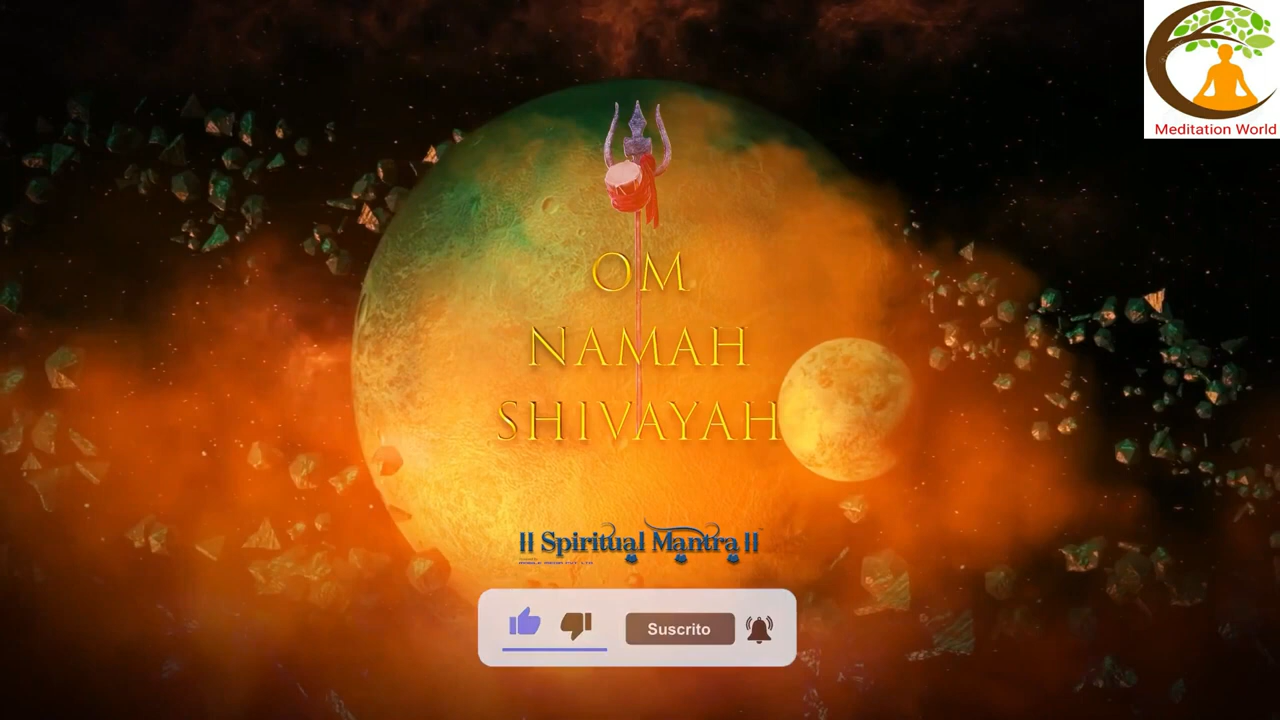 Meditation World
OM
NAMAH
SHIVAYAH
|| Spiritual Mantra ||
Suscrito